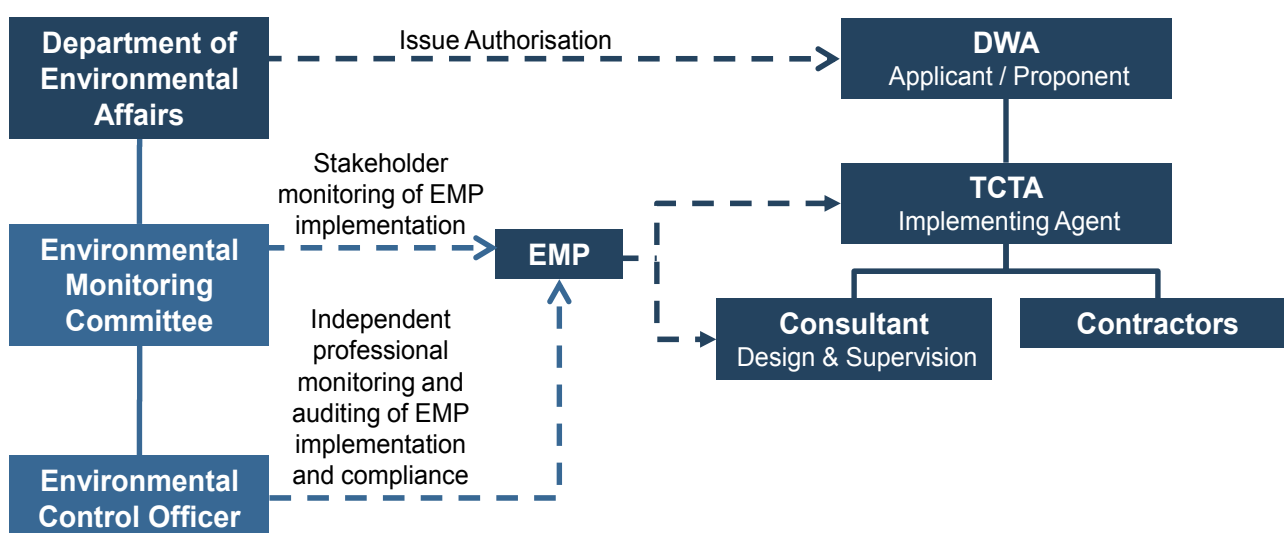 Department of
Environmental
Affairs
Issue Authorisation
DWA
Applicant / Proponent
Stakeholder
monitoring of EMP
implementation
TCTA
Implementing Agent
Environmental
Monitoring
Committee
EMP
Independent
professional
monitoring and
auditing of EMP
implementation
and compliance
Consultant
Design & Supervision
Contractors
Environmental
Control Officer